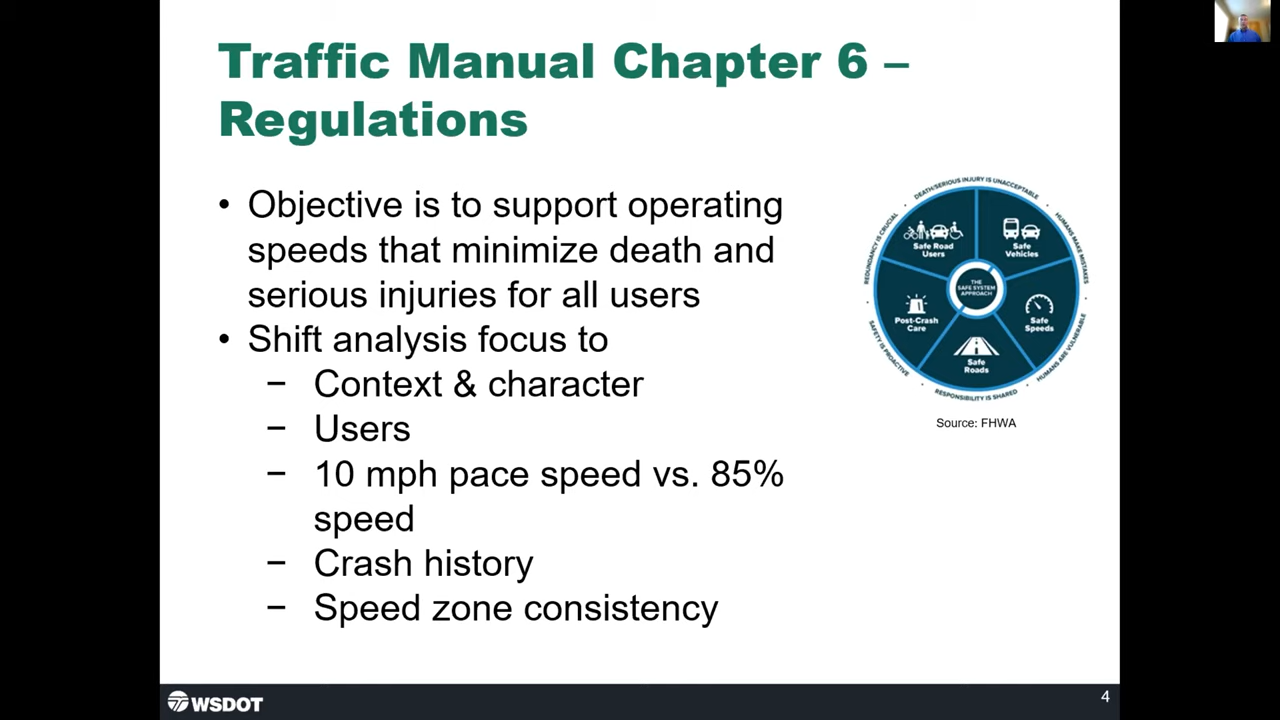 Traffic Manual Chapter 6 –
Regulations
• Objective is to support operating
speeds that minimize death and
serious injuries for all users
• Shift analysis focus to
– Context & character
– Users
– 10 mph pace speed vs. 85%
speed
– Crash history
– Speed zone consistency
DEATH/SERIOUS INJURY IS UNACCEPTABLE
HUMANS MAKE MISTAKES
HUMANS ARE VULNERABLE
RESPONSIBILITY IS SHARED
SAFETY IS PROACTIVE
REDUNDANCY IS CRUCIAL
Safe Road
Users
Safe
Vehicles
THE
SAFE SYSTEM
APPROACH
Post-Crash
Care
Safe
Speeds
Safe
Roads
Source: FHWA
WSDOT
4